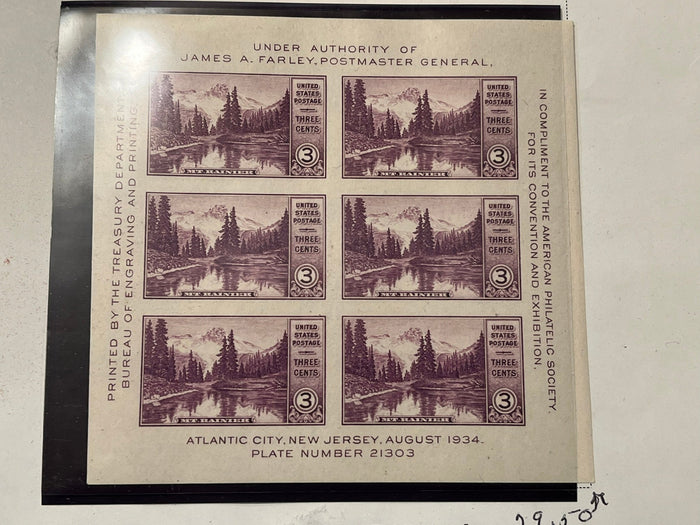 UNDER AUTHORITY OF
JAMES A. FARLEY, POSTMASTER GENERAL,
PRINTED BY THE TREASURY DEPARTMENT,
BUREAU OF ENGRAVING AND PRINTING.
UNITED
STATES
POSTAGE
THREE
CENTS
3
MT. RAINIER
UNITED
STATES
POSTAGE
THREE
CENTS
3
MT. RAINIER
UNITED
STATES
POSTAGE
THREE
CENTS
3
MT. RAINIER
UNITED
STATES
POSTAGE
THREE
CENTS
3
MT. RAINIER
UNITED
STATES
POSTAGE
THREE
CENTS
3
MT. RAINIER
UNITED
STATES
POSTAGE
THREE
CENTS
3
MT. RAINIER
IN COMPLIMENT TO THE AMERICAN PHILATELIC SOCIETY,
FOR ITS CONVENTION AND EXHIBITION,
ATLANTIC CITY, NEW JERSEY, AUGUST 1934.
PLATE NUMBER 21303